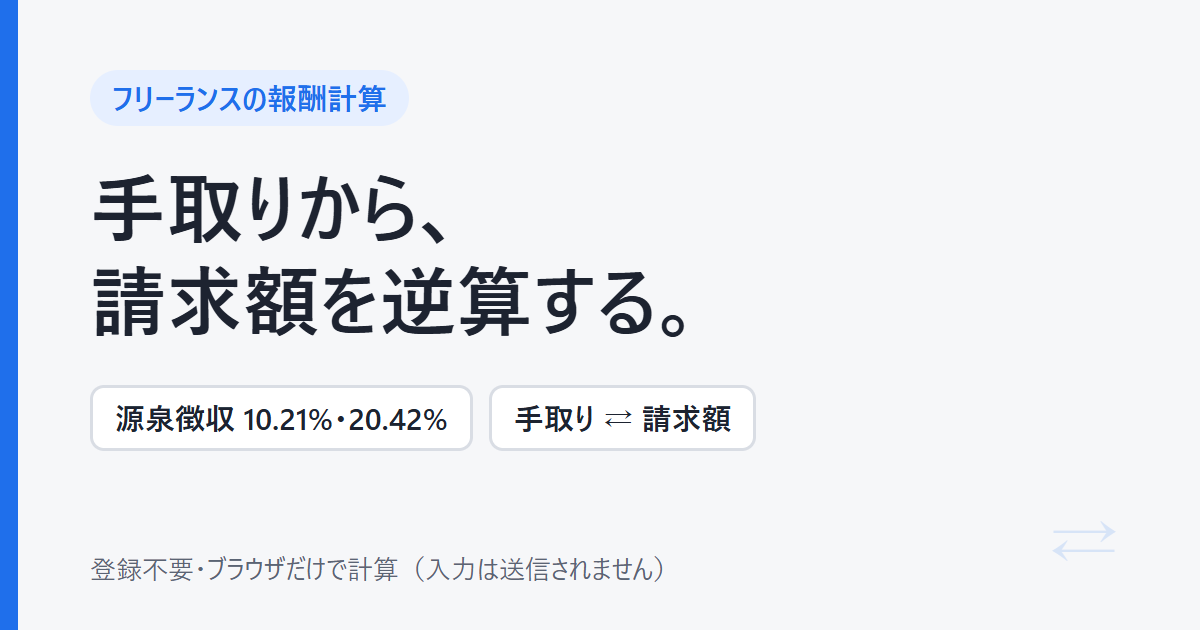 フリーランスの報酬計算
手取りから、
請求額を逆算する。
源泉徴収 10.21%・20.42%
手取り ⇄ 請求額
登録不要・ブラウザだけで計算（入力は送信されません）
⇄